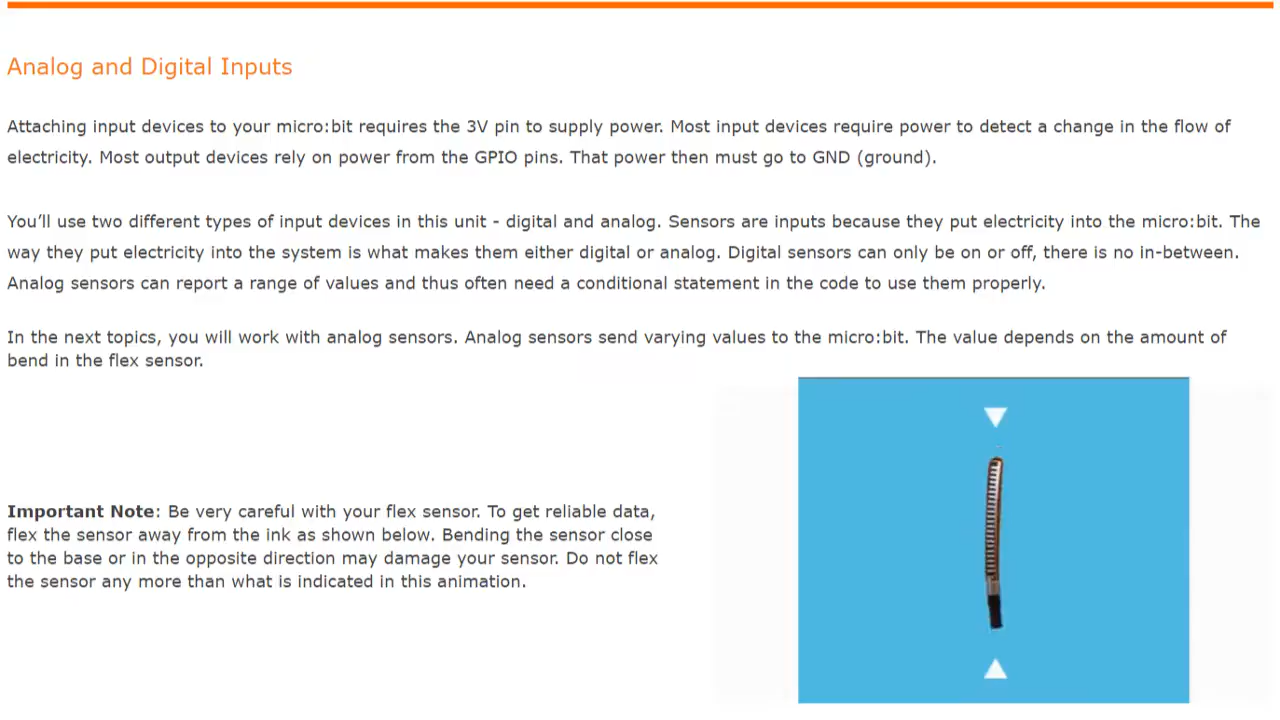 Analog and Digital Inputs
Attaching input devices to your micro:bit requires the 3V pin to supply power. Most input devices require power to detect a change in the flow of
electricity. Most output devices rely on power from the GPIO pins. That power then must go to GND (ground).
You’ll use two different types of input devices in this unit - digital and analog. Sensors are inputs because they put electricity into the micro:bit. The
way they put electricity into the system is what makes them either digital or analog. Digital sensors can only be on or off, there is no in-between.
Analog sensors can report a range of values and thus often need a conditional statement in the code to use them properly.
In the next topics, you will work with analog sensors. Analog sensors send varying values to the micro:bit. The value depends on the amount of
bend in the flex sensor.
Important Note: Be very careful with your flex sensor. To get reliable data,
flex the sensor away from the ink as shown below. Bending the sensor close
to the base or in the opposite direction may damage your sensor. Do not flex
the sensor any more than what is indicated in this animation.